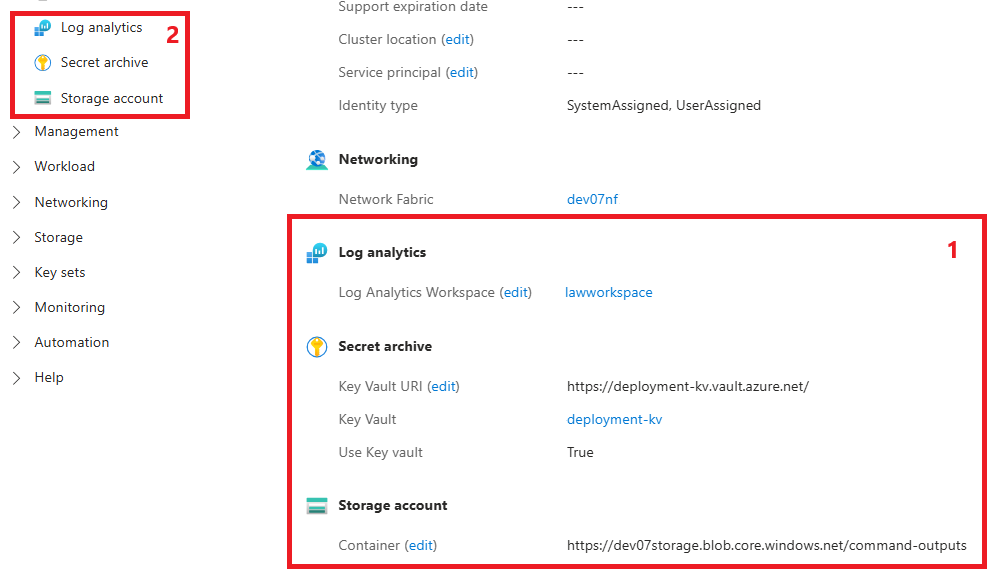 Log analytics
2
Secret archive
Storage account
Management
Workload
Networking
Storage
Key sets
Monitoring
Automation
Help
Support expiration date ---
Cluster location (edit) ---
Service principal (edit) ---
Identity type SystemAssigned, UserAssigned
Networking
Network Fabric dev07nf
1
Log analytics
Log Analytics Workspace (edit) lawworkspace
Secret archive
Key Vault URI (edit) https://deployment-kv.vault.azure.net/
Key Vault deployment-kv
Use Key vault True
Storage account
Container (edit) https://dev07storage.blob.core.windows.net/command-outputs